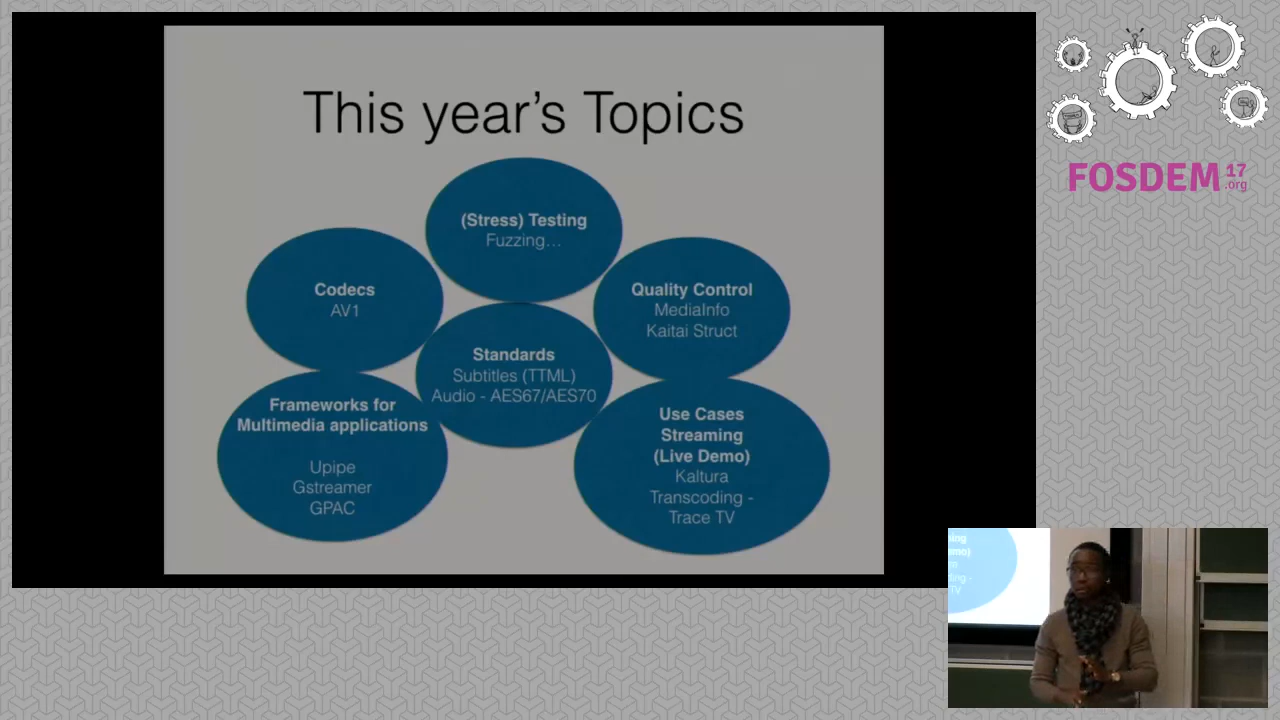 This year's Topics
(Stress) Testing
Fuzzing...
Codecs
AV1
Quality Control
MediaInfo
Kaitai Struct
Standards
Subtitles (TTML)
Audio - AES67/AES70
Frameworks for
Multimedia applications
Upipe
Gstreamer
GPAC
Use Cases
Streaming
(Live Demo)
Kaltura
Transcoding -
Trace TV
FOSDEM 17
.org